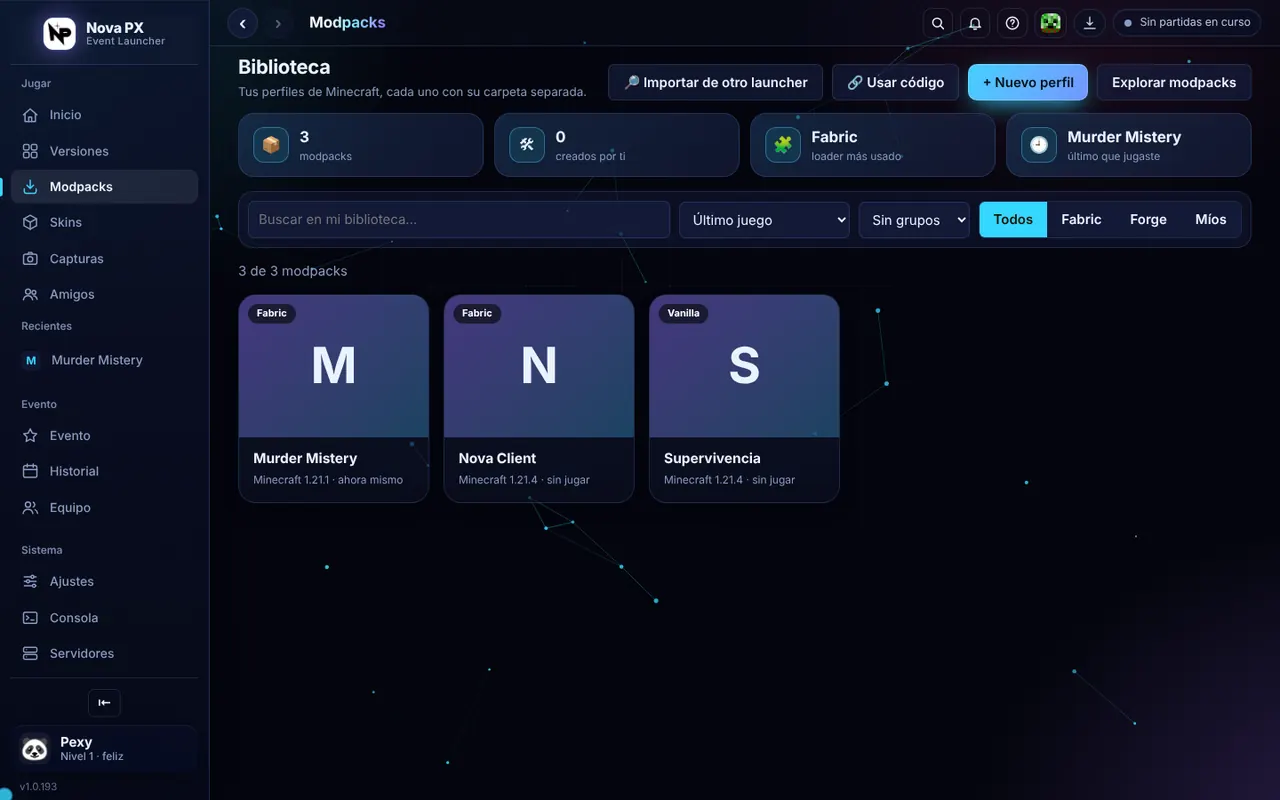 Nova PX
Event Launcher
Jugar
Inicio
Versiones
Modpacks
Skins
Capturas
Amigos
Recientes
M Murder Mistery
Evento
Evento
Historial
Equipo
Sistema
Ajustes
Consola
Servidores
Pexy
Nivel 1 · feliz
v1.0.193
Modpacks
Sin partidas en curso
Biblioteca
Tus perfiles de Minecraft, cada uno con su carpeta separada.
Importar de otro launcher
Usar código
+ Nuevo perfil
Explorar modpacks
3
modpacks
0
creados por ti
Fabric
loader más usado
Murder Mistery
último que jugaste
Buscar en mi biblioteca...
Último juego
Sin grupos
Todos
Fabric
Forge
Míos
3 de 3 modpacks
Fabric
M
Murder Mistery
Minecraft 1.21.1 · ahora mismo
Fabric
N
Nova Client
Minecraft 1.21.4 · sin jugar
Vanilla
S
Supervivencia
Minecraft 1.21.4 · sin jugar